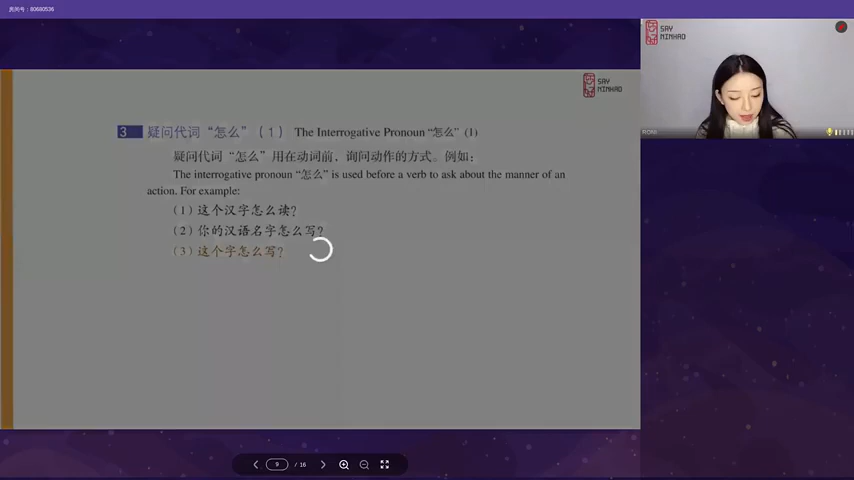 房间号：80680536
SAY
NINHAO
SAY
NINHAO
3 疑问代词“怎么”（1） The Interrogative Pronoun “怎么” (1)
疑问代词“怎么”用在动词前，询问动作的方式。例如：
The interrogative pronoun “怎么” is used before a verb to ask about the manner of an
action. For example:
（1）这个汉字怎么读？
（2）你的汉语名字怎么写？
（3）这个字怎么写？
9 / 16